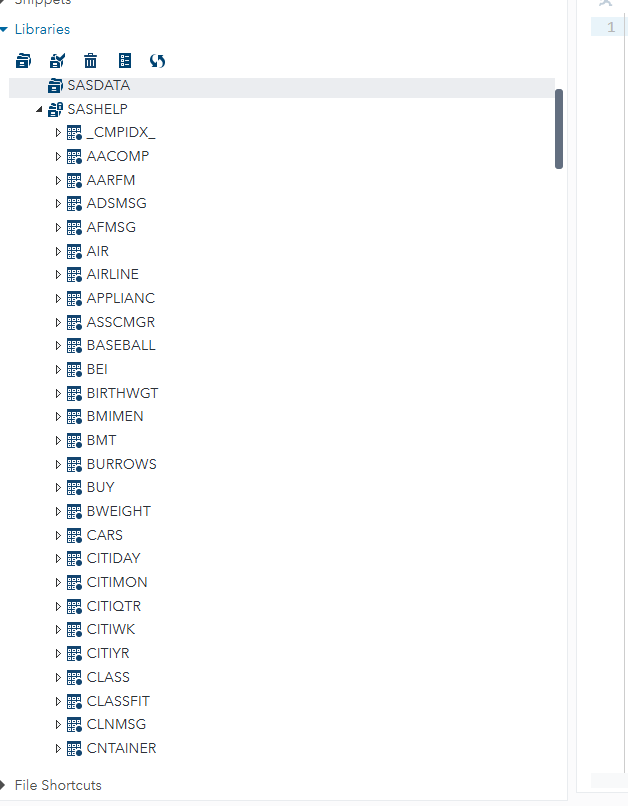 Snippets
Libraries
1
SASDATA
SASHELP
_CMPIDX_
AACOMP
AARFM
ADSMSG
AFMSG
AIR
AIRLINE
APPLIANC
ASSCMGR
BASEBALL
BEI
BIRTHWGT
BMIMEN
BMT
BURROWS
BUY
BWEIGHT
CARS
CITIDAY
CITIMON
CITIQTR
CITIWK
CITIYR
CLASS
CLASSFIT
CLNMSG
CNTAINER
File Shortcuts